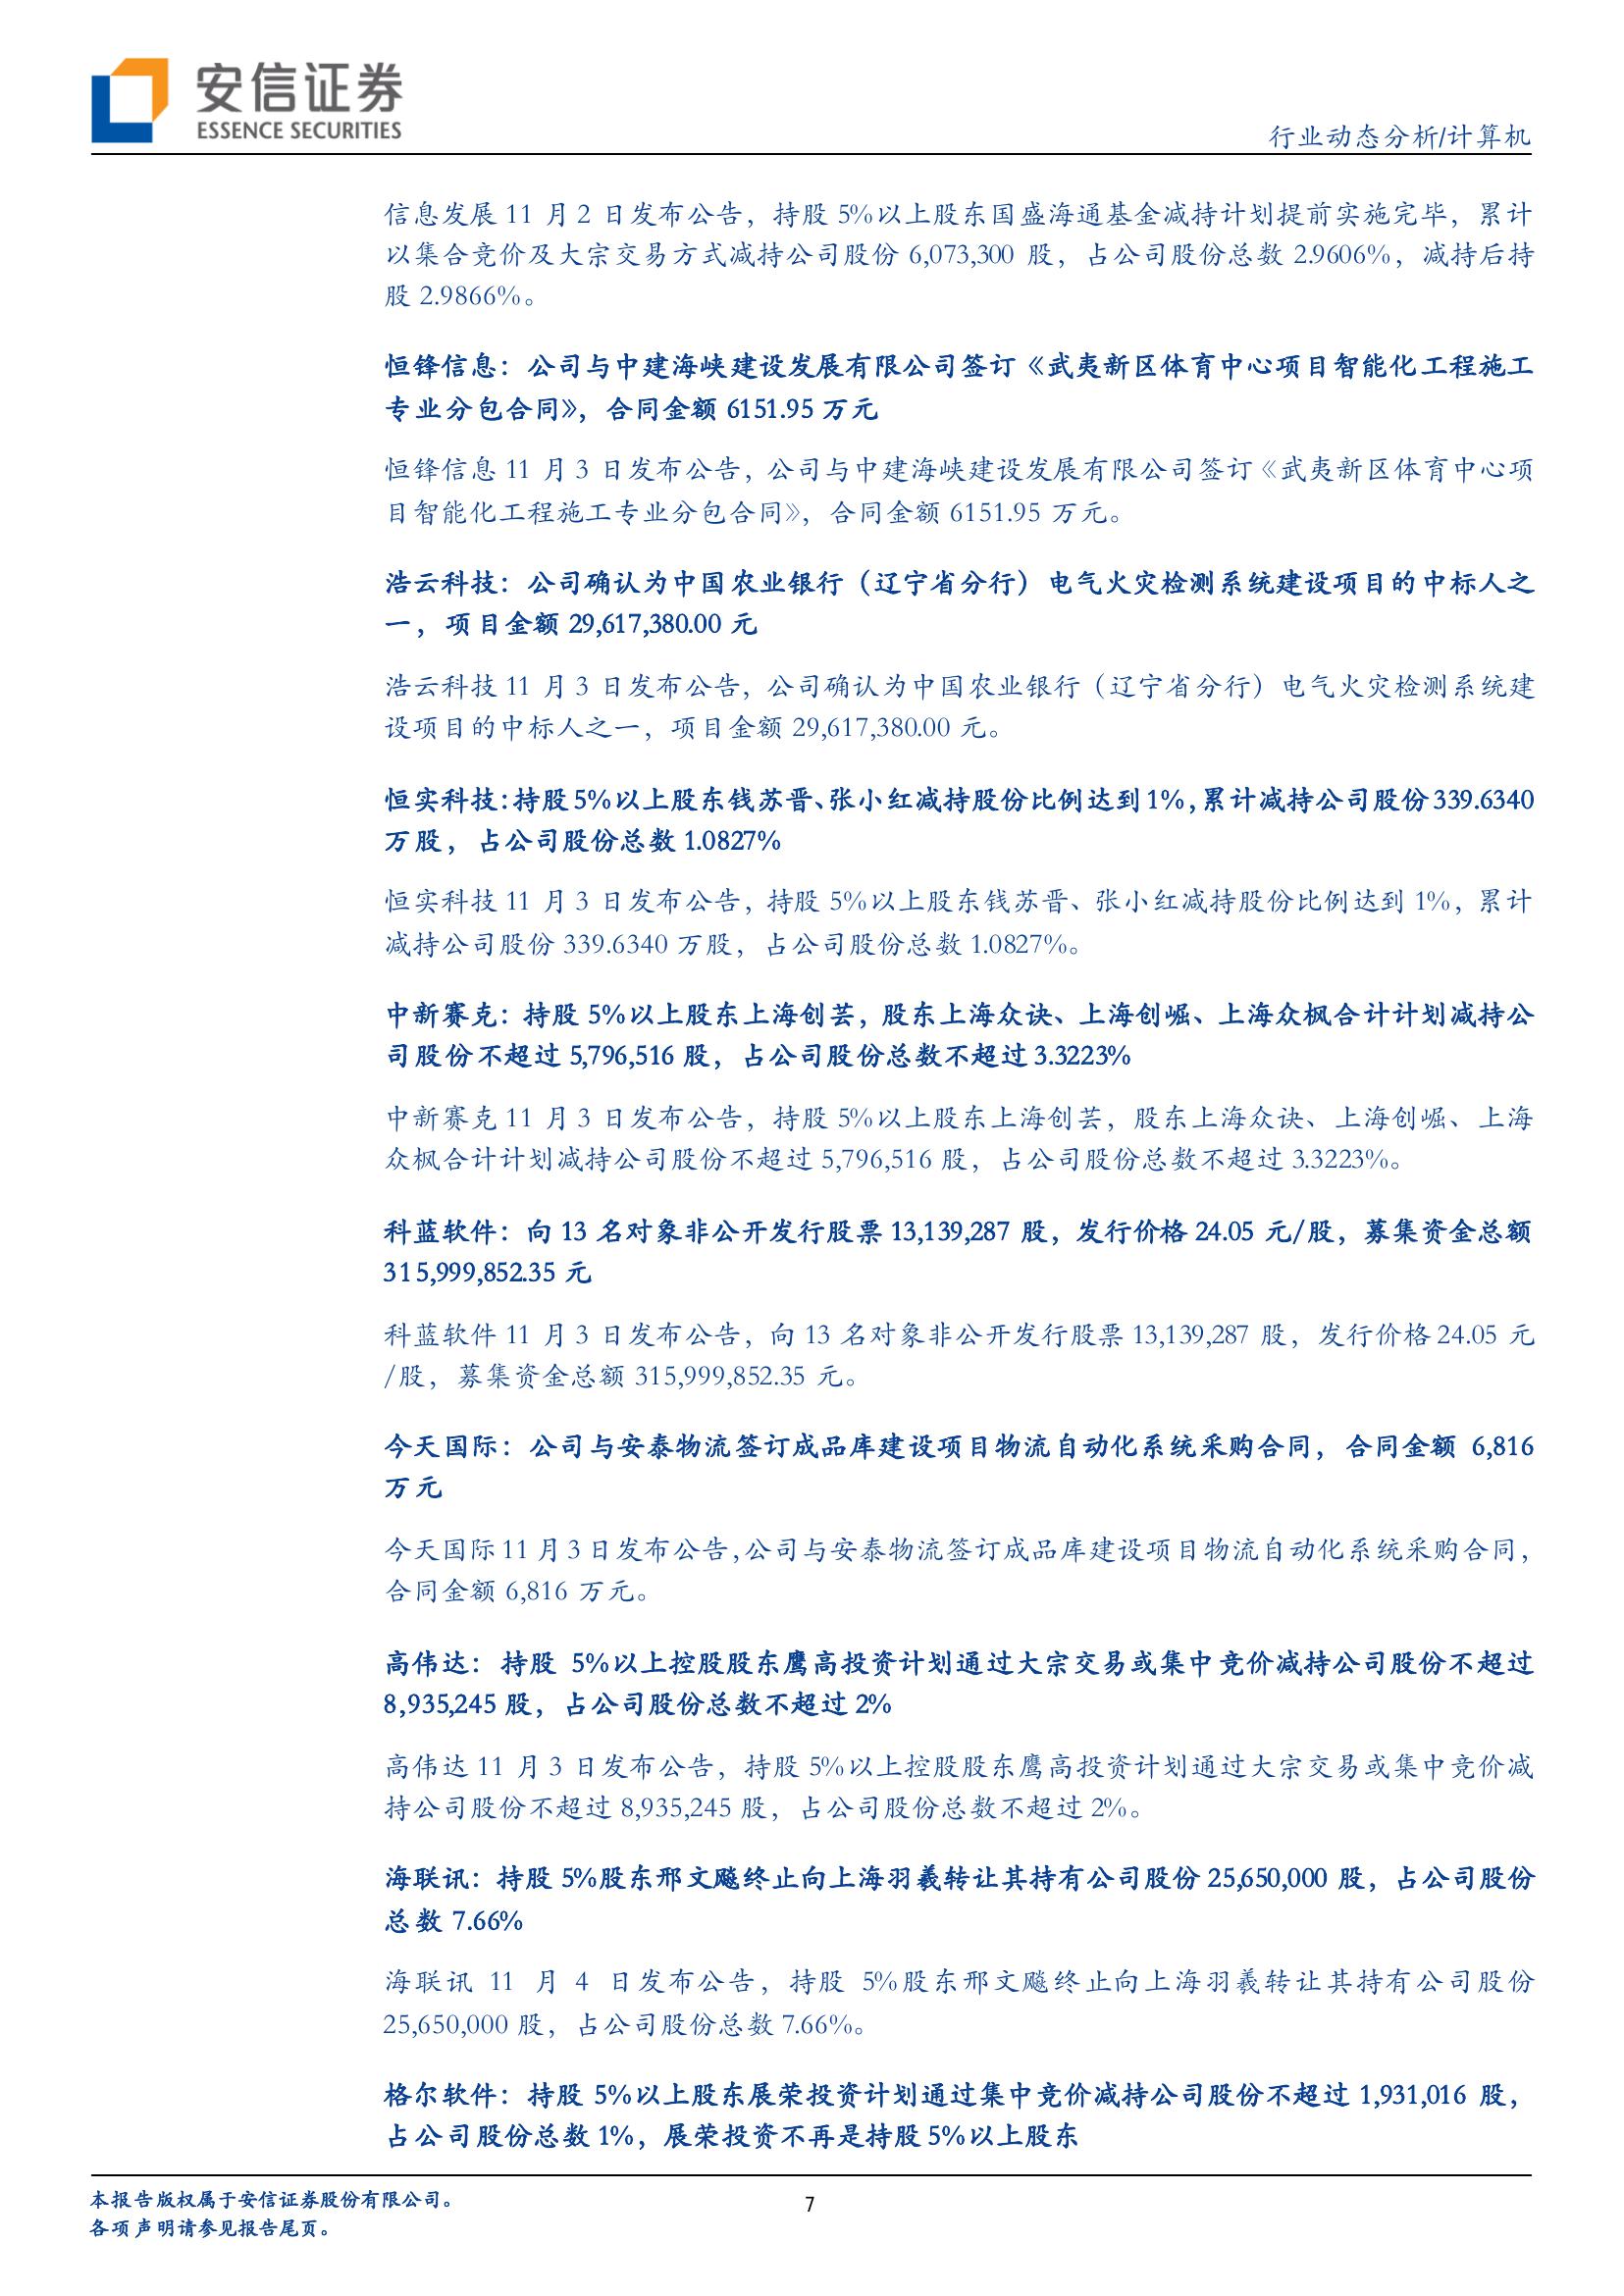 安信证券
ESSENCE SECURITIES
行业动态分析/计算机
信息发展 11 月 2 日发布公告，持股 5%以上股东国盛海通基金减持计划提前实施完毕，累计
以集合竞价及大宗交易方式减持公司股份 6,073,300 股，占公司股份总数 2.9606%，减持后持
股 2.9866%。
恒锋信息：公司与中建海峡建设发展有限公司签订《武夷新区体育中心项目智能化工程施工
专业分包合同》，合同金额 6151.95 万元
恒锋信息 11 月 3 日发布公告，公司与中建海峡建设发展有限公司签订《武夷新区体育中心项
目智能化工程施工专业分包合同》，合同金额 6151.95 万元。
浩云科技：公司确认为中国农业银行（辽宁省分行）电气火灾检测系统建设项目的中标人之
一，项目金额 29,617,380.00 元
浩云科技 11 月 3 日发布公告，公司确认为中国农业银行（辽宁省分行）电气火灾检测系统建
设项目的中标人之一，项目金额 29,617,380.00 元。
恒实科技：持股 5%以上股东钱苏晋、张小红减持股份比例达到 1%，累计减持公司股份 339.6340
万股，占公司股份总数 1.0827%
恒实科技 11 月 3 日发布公告，持股 5%以上股东钱苏晋、张小红减持股份比例达到 1%，累计
减持公司股份 339.6340 万股，占公司股份总数 1.0827%。
中新赛克：持股 5%以上股东上海创芸，股东上海众诀、上海创崛、上海众枫合计计划减持公
司股份不超过 5,796,516 股，占公司股份总数不超过 3.3223%
中新赛克 11 月 3 日发布公告，持股 5%以上股东上海创芸，股东上海众诀、上海创崛、上海
众枫合计计划减持公司股份不超过 5,796,516 股，占公司股份总数不超过 3.3223%。
科蓝软件：向 13 名对象非公开发行股票 13,139,287 股，发行价格 24.05 元/股，募集资金总额
315,999,852.35 元
科蓝软件 11 月 3 日发布公告，向 13 名对象非公开发行股票 13,139,287 股，发行价格 24.05 元
/股，募集资金总额 315,999,852.35 元。
今天国际：公司与安泰物流签订成品库建设项目物流自动化系统采购合同，合同金额 6,816
万元
今天国际 11 月 3 日发布公告，公司与安泰物流签订成品库建设项目物流自动化系统采购合同，
合同金额 6,816 万元。
高伟达：持股 5%以上控股股东鹰高投资计划通过大宗交易或集中竞价减持公司股份不超过
8,935,245 股，占公司股份总数不超过 2%
高伟达 11 月 3 日发布公告，持股 5%以上控股股东鹰高投资计划通过大宗交易或集中竞价减
持公司股份不超过 8,935,245 股，占公司股份总数不超过 2%。
海联讯：持股 5%股东邢文飚终止向上海羽羲转让其持有公司股份 25,650,000 股，占公司股份
总数 7.66%
海联讯 11 月 4 日发布公告，持股 5%股东邢文飚终止向上海羽羲转让其持有公司股份
25,650,000 股，占公司股份总数 7.66%。
格尔软件：持股 5%以上股东展荣投资计划通过集中竞价减持公司股份不超过 1,931,016 股，
占公司股份总数 1%，展荣投资不再是持股 5%以上股东
本报告版权属于安信证券股份有限公司。
7
各项声明请参见报告尾页。